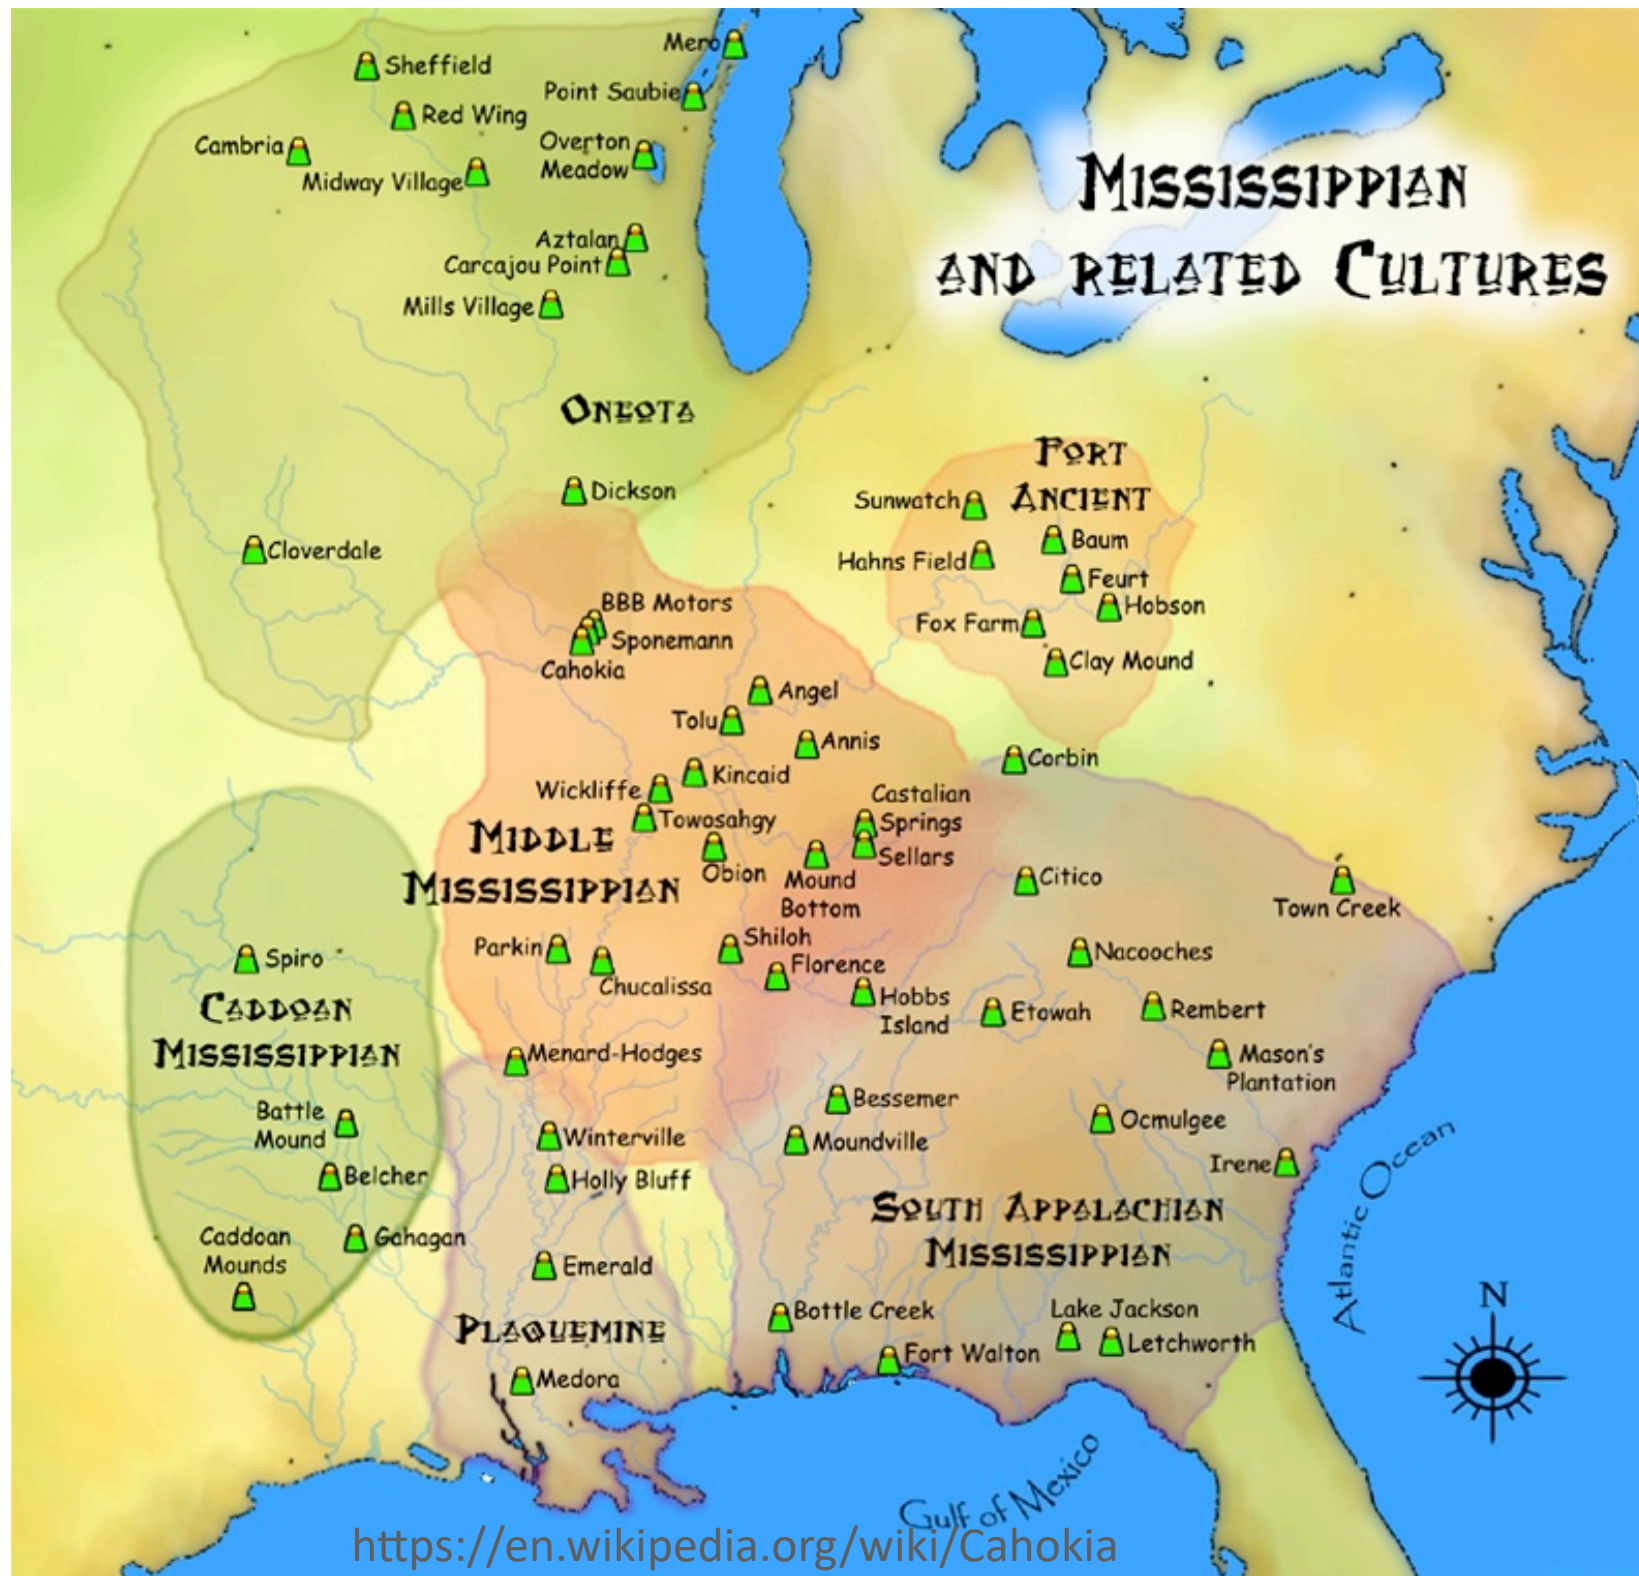 Mero
Sheffield
Point Saubie
Red Wing
Overton
Meadow
Cambria
Midway Village
Mississippian
and related Cultures
Aztalan
Carcajou Point
Mills Village
Oneota
Fort
Ancient
Dickson
Sunwatch
Baum
Cloverdale
Hahns Field
Feurt
BBB Motors
Hobson
Fox Farm
Sponemann
Cahokia
Clay Mound
Angel
Tolu
Annis
Corbin
Kincaid
Wickliffe
Castalian
Springs
Towosahgy
Middle
Mississippian
Sellars
Obion
Mound
Bottom
Citico
Town Creek
Shiloh
Parkin
Nacooches
Spiro
Florence
Chucalissa
Hobbs
Island
Caddoan
Mississippian
Etowah
Rembert
Menard-Hodges
Mason's
Plantation
Bessemer
Battle
Mound
Ocmulgee
Winterville
Moundville
Irene
Atlantic Ocean
Belcher
Holly Bluff
South Appalachian
Mississippian
Caddoan
Mounds
Gahagan
Emerald
N
Bottle Creek
Lake Jackson
Plaquemine
Letchworth
Fort Walton
Medora
Gulf of Mexico
https://en.wikipedia.org/wiki/Cahokia